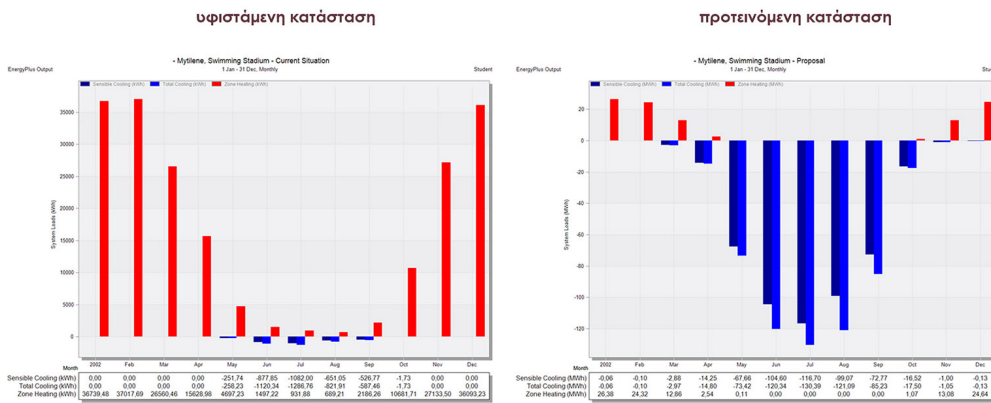 υφιστάμενη κατάσταση
- Mytilene, Swimming Stadium - Current Situation
EnergyPlus Output
1 Jan - 31 Dec, Monthly
Student
Sensible Cooling (kWh) Total Cooling (kWh) Zone Heating (kWh)
System Loads (kWh)
35000
30000
25000
20000
15000
10000
5000
0
2002 Feb Mar Apr May Jun Jul Aug Sep Oct Nov Dec
Month
Sensible Cooling (kWh) 0,00 0,00 0,00 0,00 -251,74 -877,85 -1082,00 -651,05 -526,77 -1,73 0,00 0,00
Total Cooling (kWh) 0,00 0,00 0,00 0,00 -258,23 -1120,34 -1286,76 -821,91 -587,46 -1,73 0,00 0,00
Zone Heating (kWh) 36739,48 37017,69 26560,46 15628,98 4697,23 1497,22 931,88 689,21 2186,26 10681,71 27133,50 36093,23
προτεινόμενη κατάσταση
- Mytilene, Swimming Stadium - Proposal
EnergyPlus Output
1 Jan - 31 Dec, Monthly
Stu
Sensible Cooling (MWh) Total Cooling (MWh) Zone Heating (MWh)
System Loads (MWh)
20
0
-20
-40
-60
-80
-100
-120
2002 Feb Mar Apr May Jun Jul Aug Sep Oct Nov Dec
Month
Sensible Cooling (MWh) -0,06 -0,10 -2,88 -14,25 -67,66 -104,60 -116,70 -99,07 -72,77 -16,52 -1,00 -0,13
Total Cooling (MWh) -0,06 -0,10 -2,97 -14,80 -73,42 -120,34 -130,39 -121,09 -85,23 -17,50 -1,05 -0,13
Zone Heating (MWh) 26,38 24,32 12,86 2,54 0,11 0,00 0,00 0,00 0,00 1,07 13,08 24,64